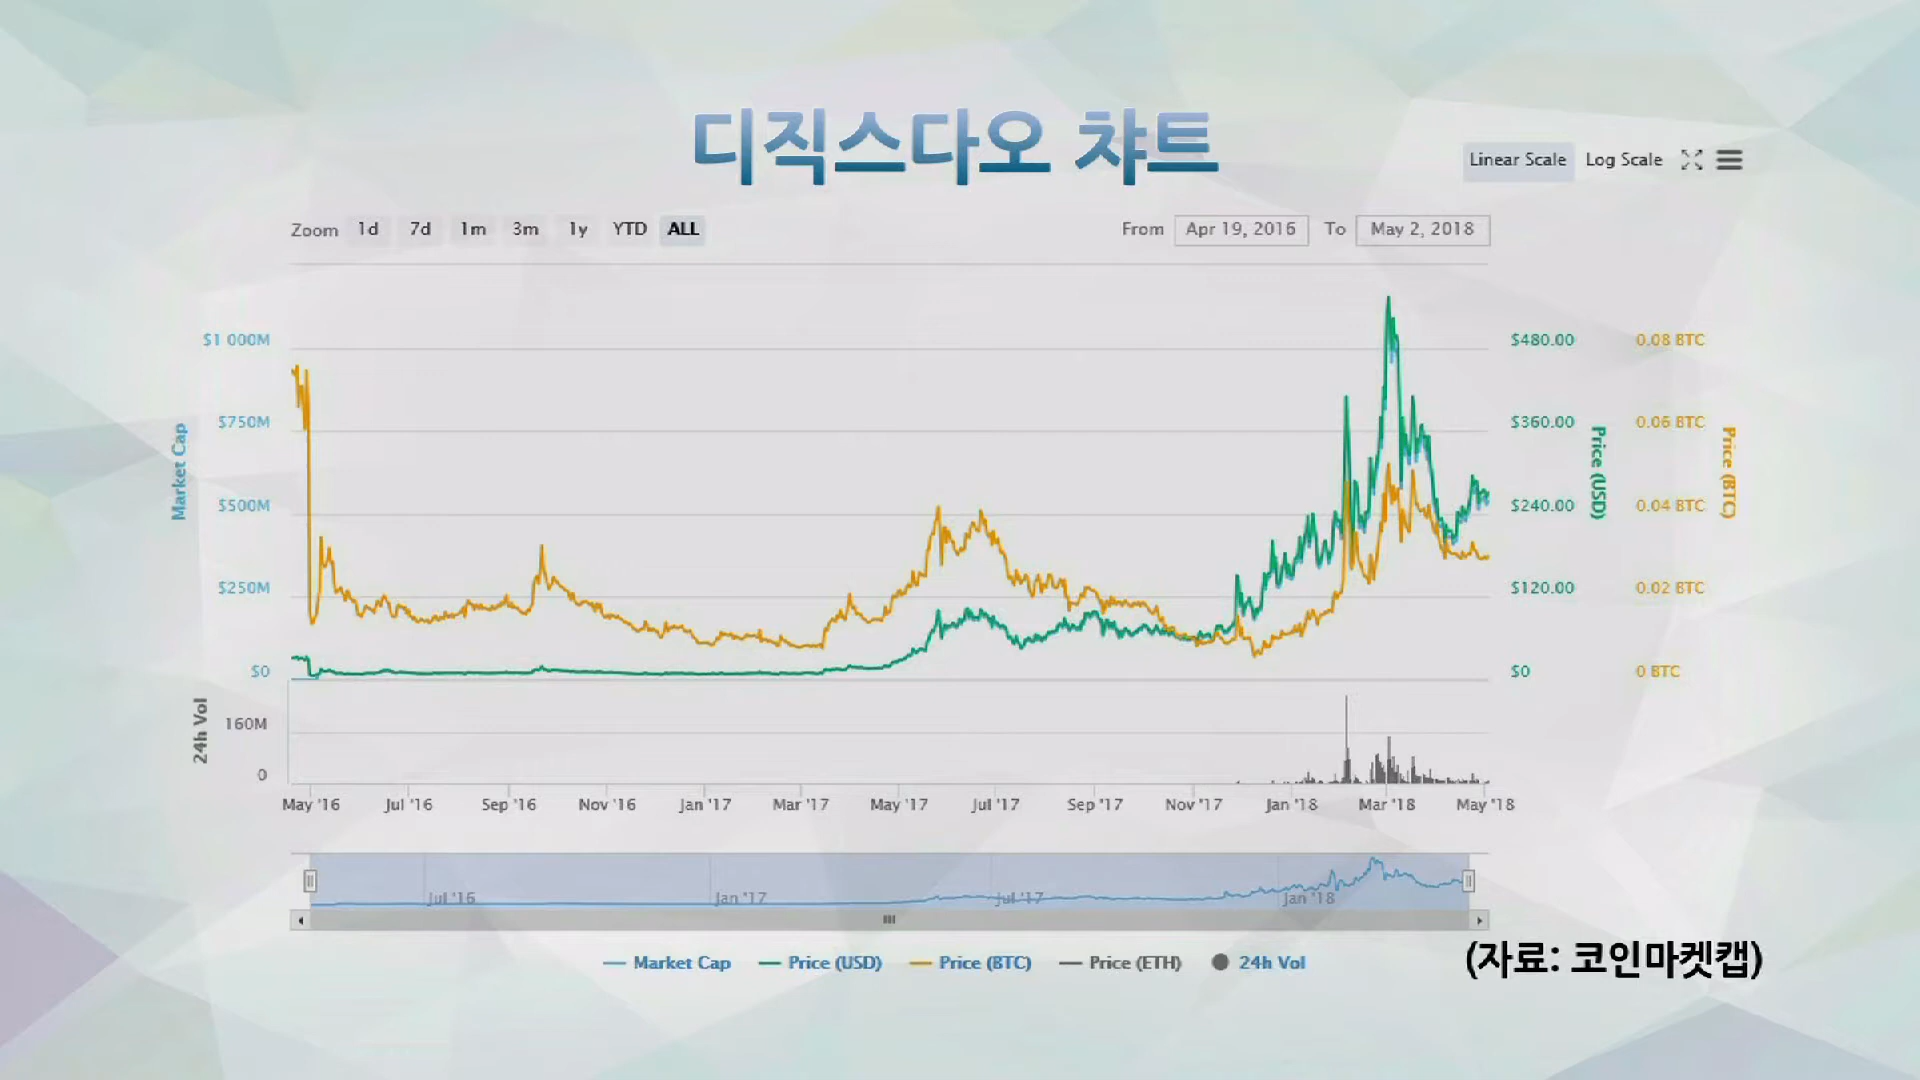 디직스다오 챠트
Linear Scale Log Scale
Zoom 1d 7d 1m 3m 1y YTD ALL
From Apr 19, 2016 To May 2, 2018
$1 000M $480.00 0.08 BTC
$750M $360.00 0.06 BTC
$500M $240.00 0.04 BTC
$250M $120.00 0.02 BTC
$0 $0 0 BTC
Market Cap
Price (USD)
Price (BTC)
24h Vol
160M
0
May '16 Jul '16 Sep '16 Nov '16 Jan '17 Mar '17 May '17 Jul '17 Sep '17 Nov '17 Jan '18 Mar '18 May '18
Jul '16 Jan '17 Jul '17 Jan '18
Market Cap Price (USD) Price (BTC) Price (ETH) 24h Vol
(자료: 코인마켓캡)